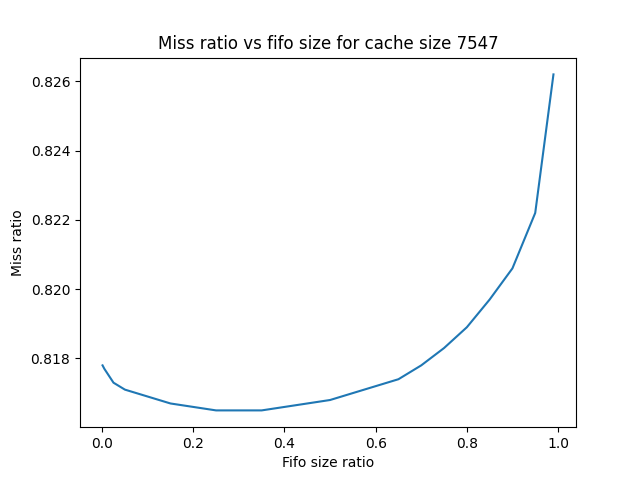 Miss ratio vs fifo size for cache size 7547
0.826
0.824
0.822
0.820
0.818
Miss ratio
0.0 0.2 0.4 0.6 0.8 1.0
Fifo size ratio